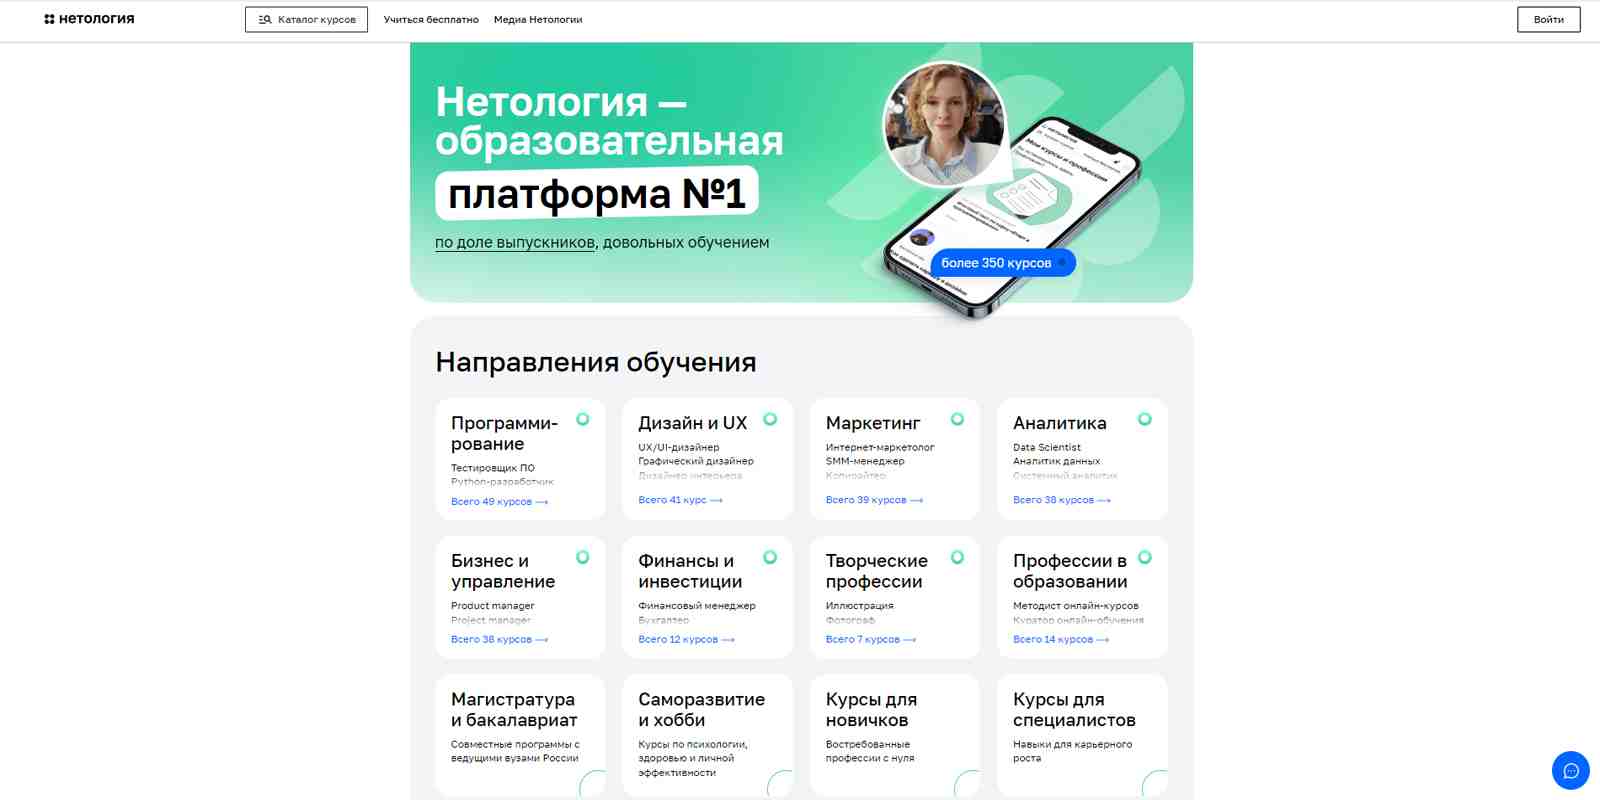 нетология
Каталог курсов
Учиться бесплатно
Медиа Нетологии
Войти
Нетология —
образовательная
платформа №1
по доле выпускников, довольных обучением
Мои курсы и профессии
более 350 курсов
Направления обучения
Программи-
рование
Тестировщик ПО
Python-разработчик
Всего 49 курсов →
Дизайн и UX
UX/UI-дизайнер
Графический дизайнер
Дизайнер интерьера
Всего 41 курс →
Маркетинг
Интернет-маркетолог
SMM-менеджер
Копирайтер
Всего 39 курсов →
Аналитика
Data Scientist
Аналитик данных
Системный аналитик
Всего 38 курсов →
Бизнес и
управление
Product manager
Project manager
Всего 38 курсов →
Финансы и
инвестиции
Финансовый менеджер
Бухгалтер
Всего 12 курсов →
Творческие
профессии
Иллюстрация
Фотограф
Всего 7 курсов →
Профессии в
образовании
Методист онлайн-курсов
Куратор онлайн-обучения
Всего 14 курсов →
Магистратура
и бакалавриат
Совместные программы с
ведущими вузами России
Саморазвитие
и хобби
Курсы по психологии,
здоровью и личной
эффективности
Курсы для
новичков
Востребованные
профессии с нуля
Курсы для
специалистов
Навыки для карьерного
роста